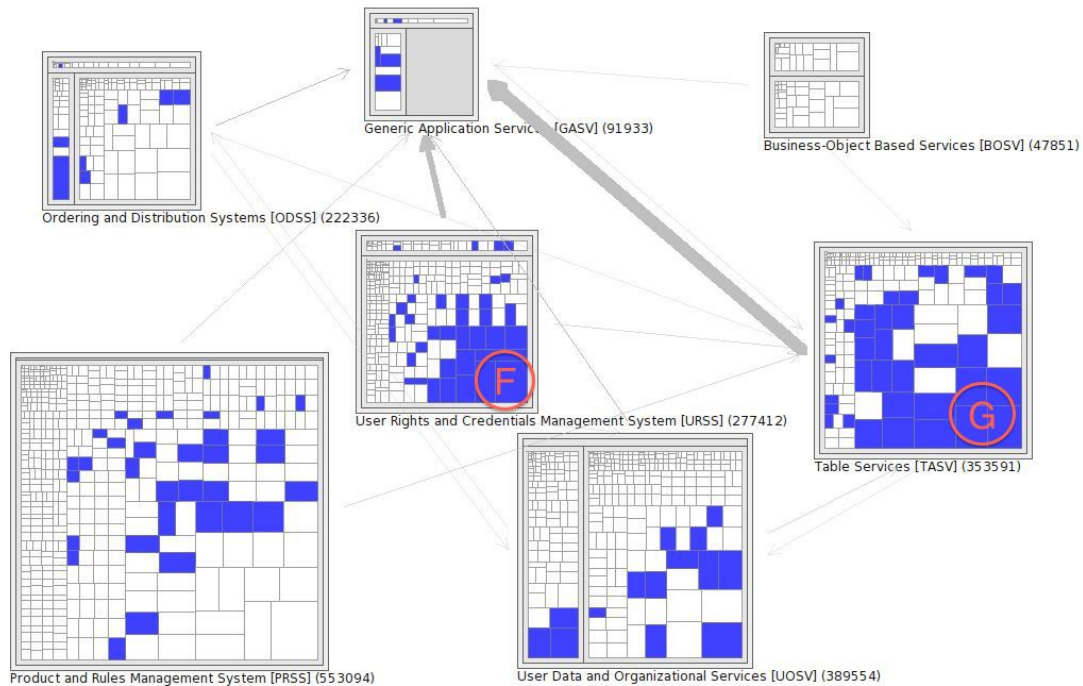 Generic Application Services [GASV] (91933)
Business-Object Based Services [BOSV] (47851)
Ordering and Distribution Systems [ODSS] (222336)
F
User Rights and Credentials Management System [URSS] (277412)
G
Table Services [TASV] (353591)
Product and Rules Management System [PRSS] (553094)
User Data and Organizational Services [UOSV] (389554)